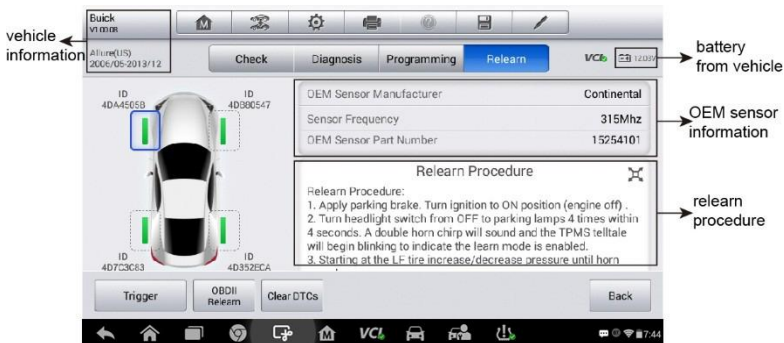 Buick
V1.00.08
Allure(US)
2006/05-2013/12
vehicle
information
Check
Diagnosis
Programming
Relearn
VCI
12.03V
battery
from vehicle
ID
4DA4505B
ID
4DB80547
ID
4D7C3C83
ID
4D352ECA
OEM Sensor Manufacturer
Continental
Sensor Frequency
315Mhz
OEM Sensor Part Number
15254101
OEM sensor
information
Relearn Procedure
Relearn Procedure:
1. Apply parking brake. Turn ignition to ON position (engine off) .
2. Turn headlight switch from OFF to parking lamps 4 times within
4 seconds. A double horn chirp will sound and the TPMS telltale
will begin blinking to indicate the learn mode is enabled.
3. Starting at the LF tire increase/decrease pressure until horn
relearn
procedure
Trigger
OBDII
Relearn
Clear DTCs
Back
VCI
7:44